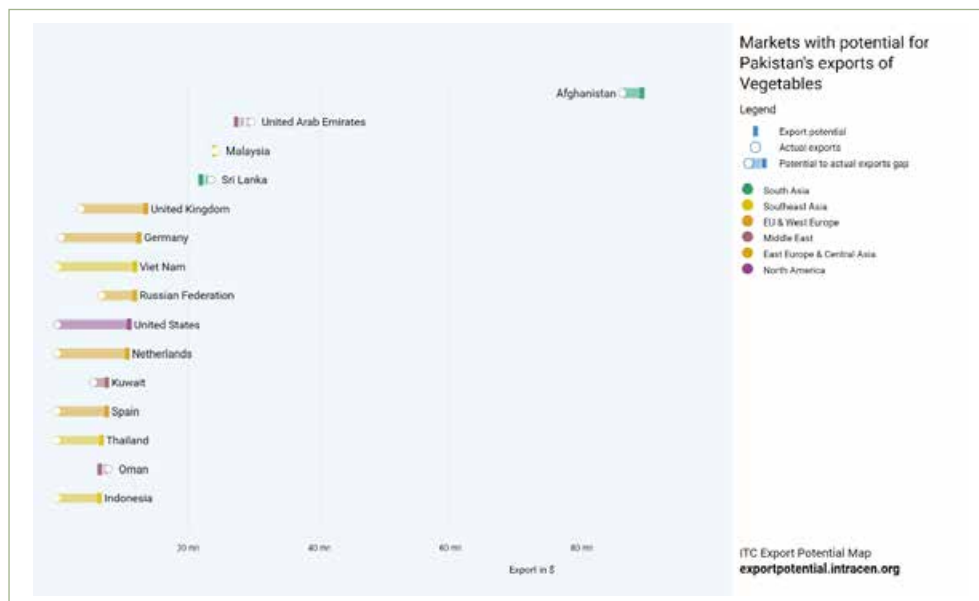 Markets with potential for
Pakistan's exports of
Vegetables
Legend
Export potential
Actual exports
Potential to actual exports gap
South Asia
Southeast Asia
EU & West Europe
Middle East
East Europe & Central Asia
North America
Afghanistan
United Arab Emirates
Malaysia
Sri Lanka
United Kingdom
Germany
Viet Nam
Russian Federation
United States
Netherlands
Kuwait
Spain
Thailand
Oman
Indonesia
20 mn 40 mn 60 mn 80 mn
Export in $
ITC Export Potential Map
exportpotential.intracen.org